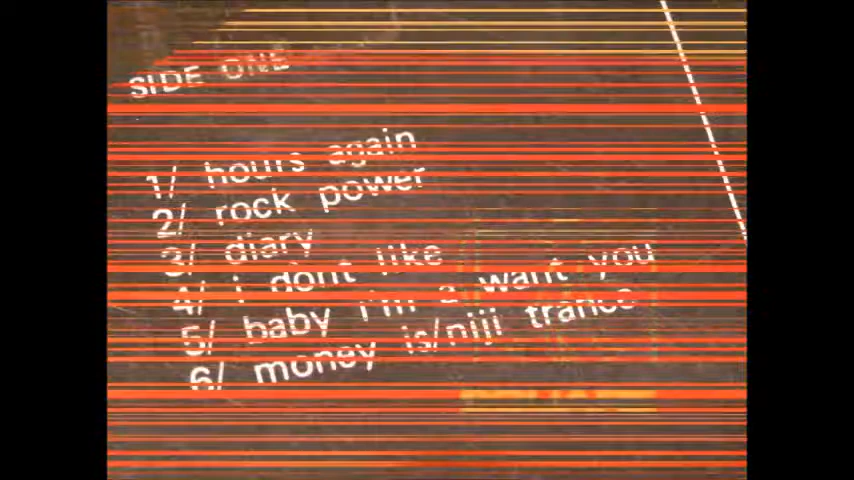 SIDE ONE
1/ hours again
2/ rock power
3/ diary
4/ i dont like
5/ baby i'm a want you
6/ money is/niji trance